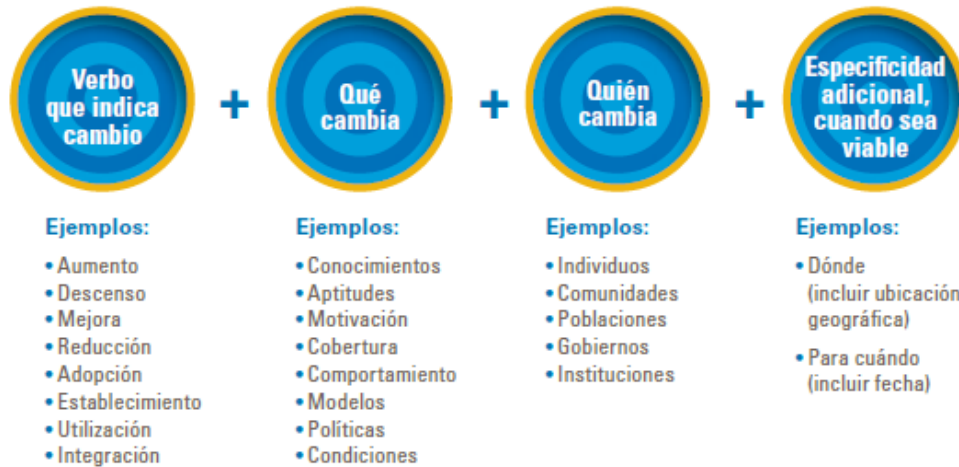 Verbo
que indica
cambio
+
Qué
cambia
+
Quién
cambia
+
Especificidad
adicional,
cuando sea
viable
Ejemplos:
• Aumento
• Descenso
• Mejora
• Reducción
• Adopción
• Establecimiento
• Utilización
• Integración
Ejemplos:
• Conocimientos
• Aptitudes
• Motivación
• Cobertura
• Comportamiento
• Modelos
• Políticas
• Condiciones
Ejemplos:
• Individuos
• Comunidades
• Poblaciones
• Gobiernos
• Instituciones
Ejemplos:
• Dónde
(incluir ubicación
geográfica)
• Para cuándo
(incluir fecha)